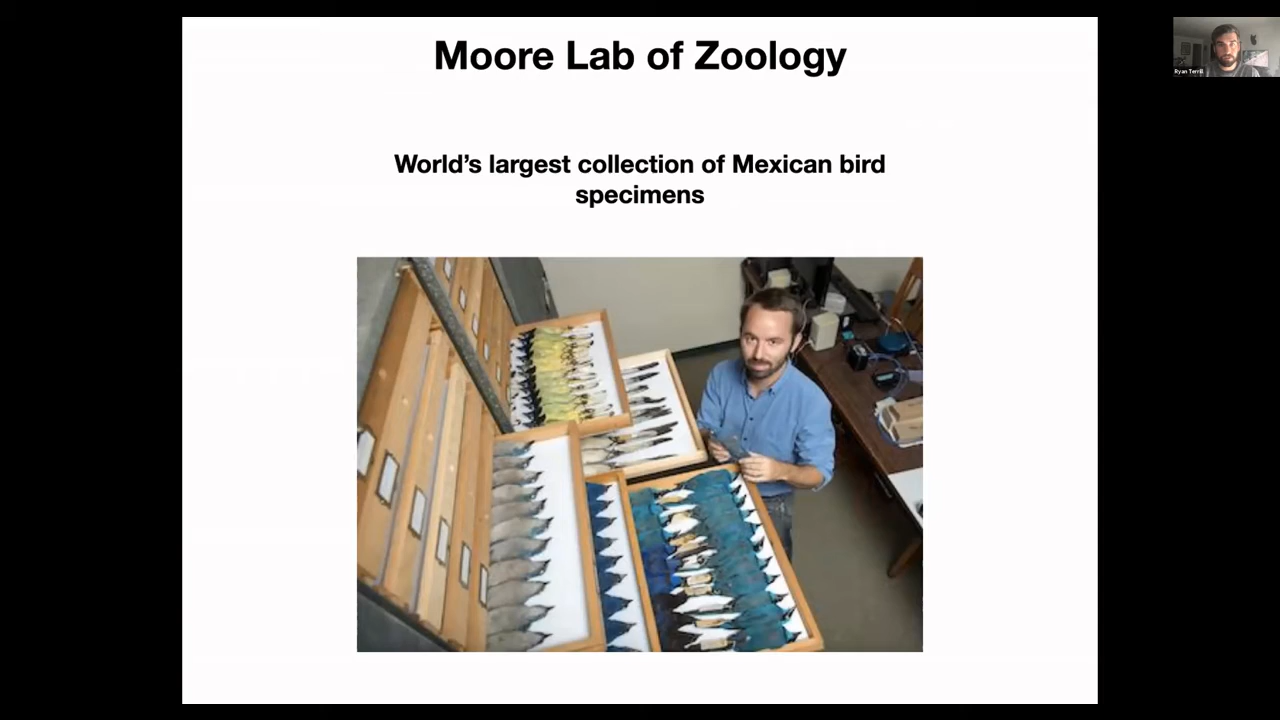 Moore Lab of Zoology
World's largest collection of Mexican bird
specimens
Ryan Terrill